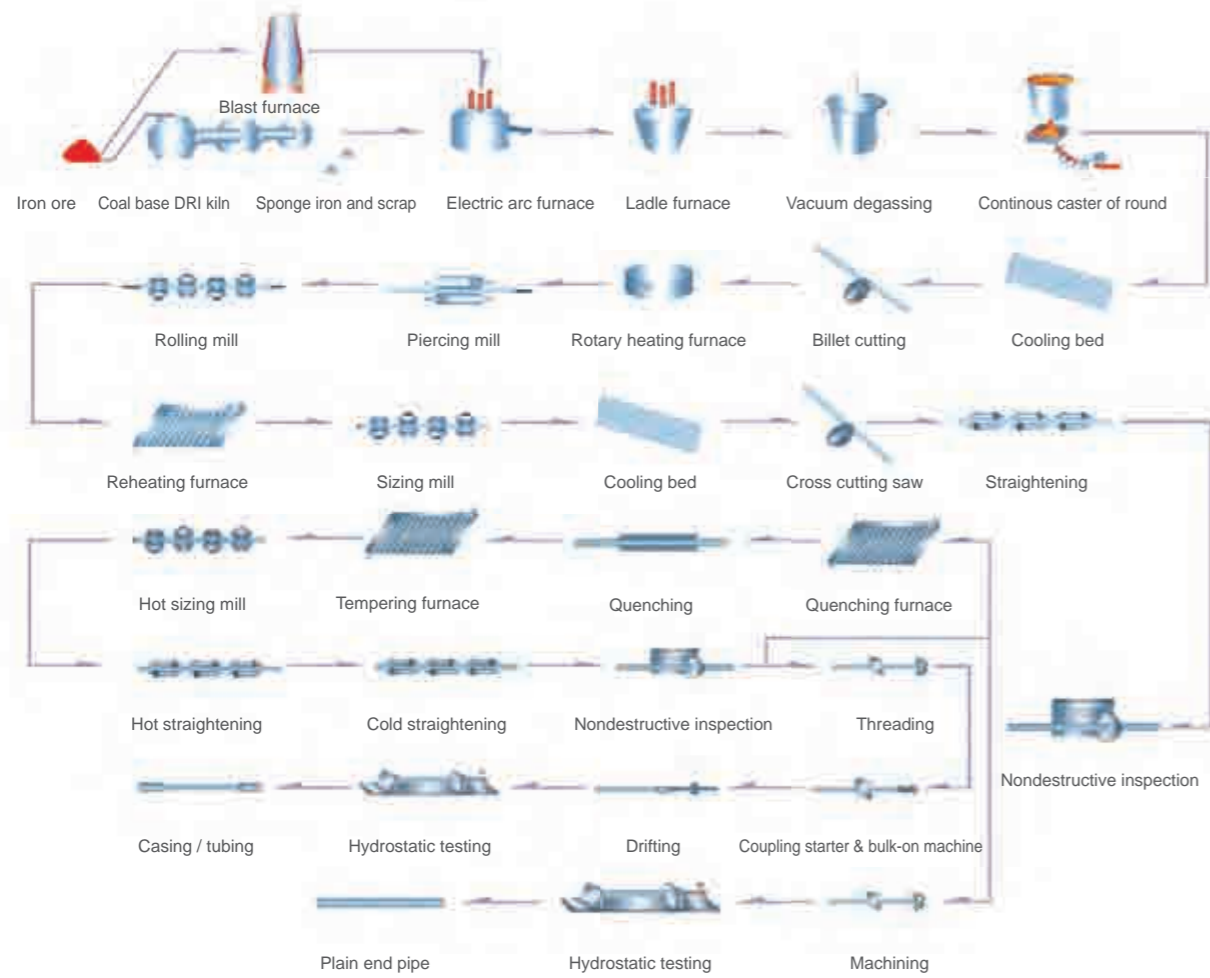 Blast furnace
Iron ore
Coal base DRI kiln
Sponge iron and scrap
Electric arc furnace
Ladle furnace
Vacuum degassing
Continous caster of round
Rolling mill
Piercing mill
Rotary heating furnace
Billet cutting
Cooling bed
Reheating furnace
Sizing mill
Cooling bed
Cross cutting saw
Straightening
Hot sizing mill
Tempering furnace
Quenching
Quenching furnace
Hot straightening
Cold straightening
Nondestructive inspection
Threading
Nondestructive inspection
Casing / tubing
Hydrostatic testing
Drifting
Coupling starter & bulk-on machine
Plain end pipe
Hydrostatic testing
Machining